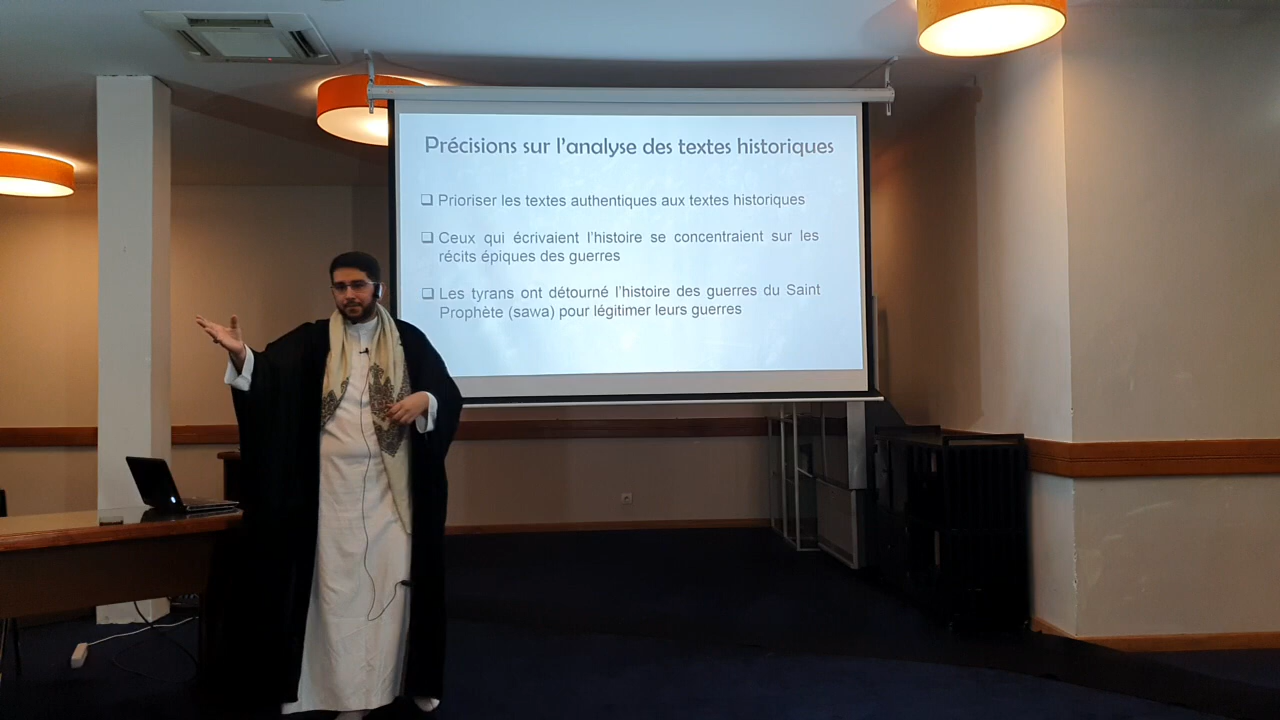 Précisions sur l'analyse des textes historiques
❑ Prioriser les textes authentiques aux textes historiques
❑ Ceux qui écrivaient l'histoire se concentraient sur les
récits épiques des guerres
❑ Les tyrans ont détourné l'histoire des guerres du Saint
Prophète (sawa) pour légitimer leurs guerres